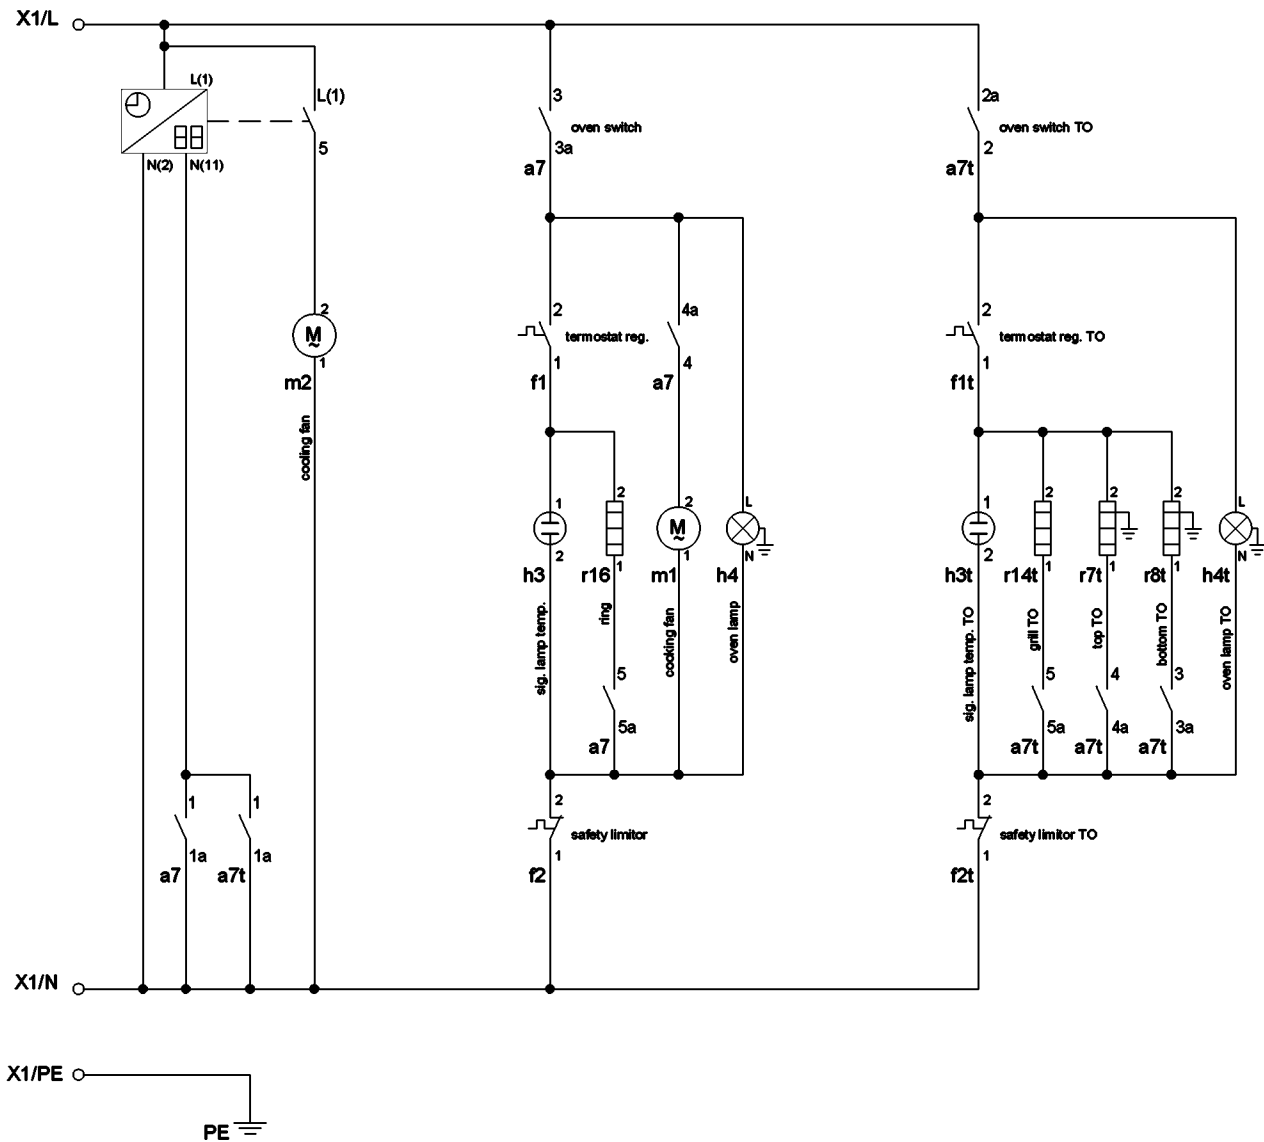 X1/L
L(1)
L(1)
N(2)
N(11)
5
3
oven switch
3a
a7
2a
oven switch TO
2
a7t
2
M
~
1
m2
cooling fan
2
termostat reg.
1
f1
4a
4
a7
2
termostat reg. TO
1
f1t
1
2
h3
sig. lamp temp.
2
1
r16
ring
5
5a
a7
2
M
~
1
m1
cooking fan
L
N
h4
oven lamp
1
2
h3t
sig. lamp temp. TO
2
1
r14t
grill TO
5
5a
a7t
2
1
r7t
top TO
4
4a
a7t
2
1
r8t
bottom TO
3
3a
a7t
L
N
h4t
oven lamp TO
1
1a
a7
1
1a
a7t
2
safety limitor
1
f2
2
safety limitor TO
1
f2t
X1/N
X1/PE
PE